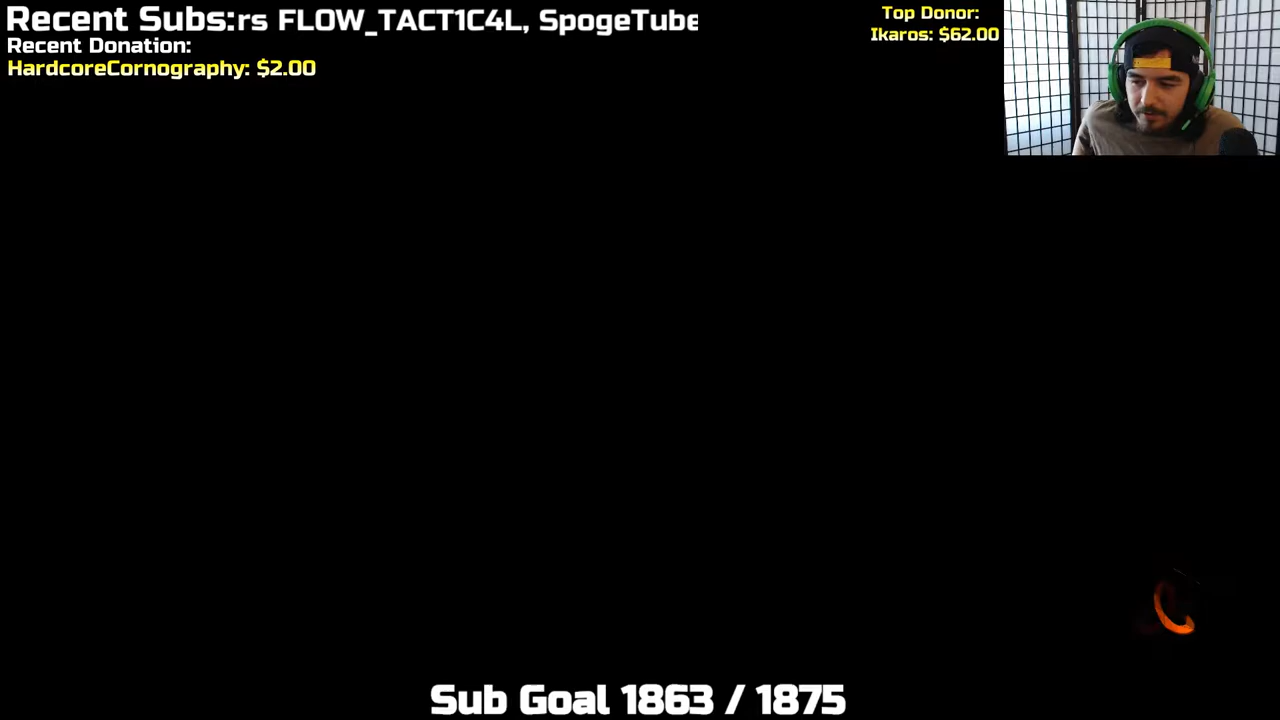 Recent Subs:rs FLOW_TACT1C4L, SpogeTube
Recent Donation:
HardcoreCornography: $2.00
Top Donor:
Ikaros: $62.00
Sub Goal 1863 / 1875